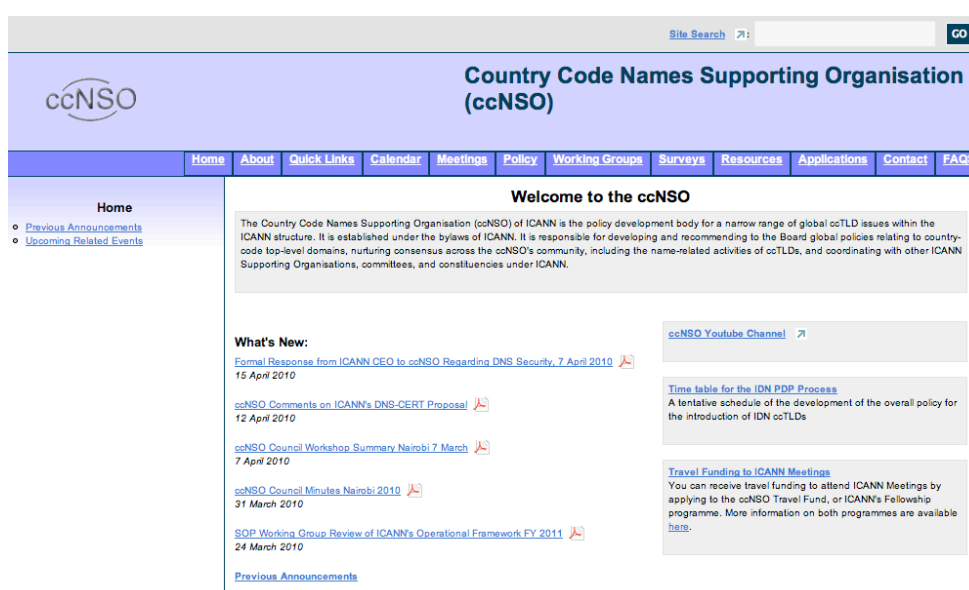 Site Search :
GO
ccNSO
Country Code Names Supporting Organisation
(ccNSO)
Home About Quick Links Calendar Meetings Policy Working Groups Surveys Resources Applications Contact FAQs
Home
Previous Announcements
Upcoming Related Events
Welcome to the ccNSO
The Country Code Names Supporting Organisation (ccNSO) of ICANN is the policy development body for a narrow range of global ccTLD issues within the
ICANN structure. It is established under the bylaws of ICANN. It is responsible for developing and recommending to the Board global policies relating to country-
code top-level domains, nurturing consensus across the ccNSO's community, including the name-related activities of ccTLDs, and coordinating with other ICANN
Supporting Organisations, committees, and constituencies under ICANN.
What's New:
Formal Response from ICANN CEO to ccNSO Regarding DNS Security, 7 April 2010
15 April 2010
ccNSO Comments on ICANN's DNS-CERT Proposal
12 April 2010
ccNSO Council Workshop Summary Nairobi 7 March
7 April 2010
ccNSO Council Minutes Nairobi 2010
31 March 2010
SOP Working Group Review of ICANN's Operational Framework FY 2011
24 March 2010
Previous Announcements
ccNSO Youtube Channel
Time table for the IDN PDP Process
A tentative schedule of the development of the overall policy for
the introduction of IDN ccTLDs
Travel Funding to ICANN Meetings
You can receive travel funding to attend ICANN Meetings by
applying to the ccNSO Travel Fund, or ICANN's Fellowship
programme. More information on both programmes are available
here.